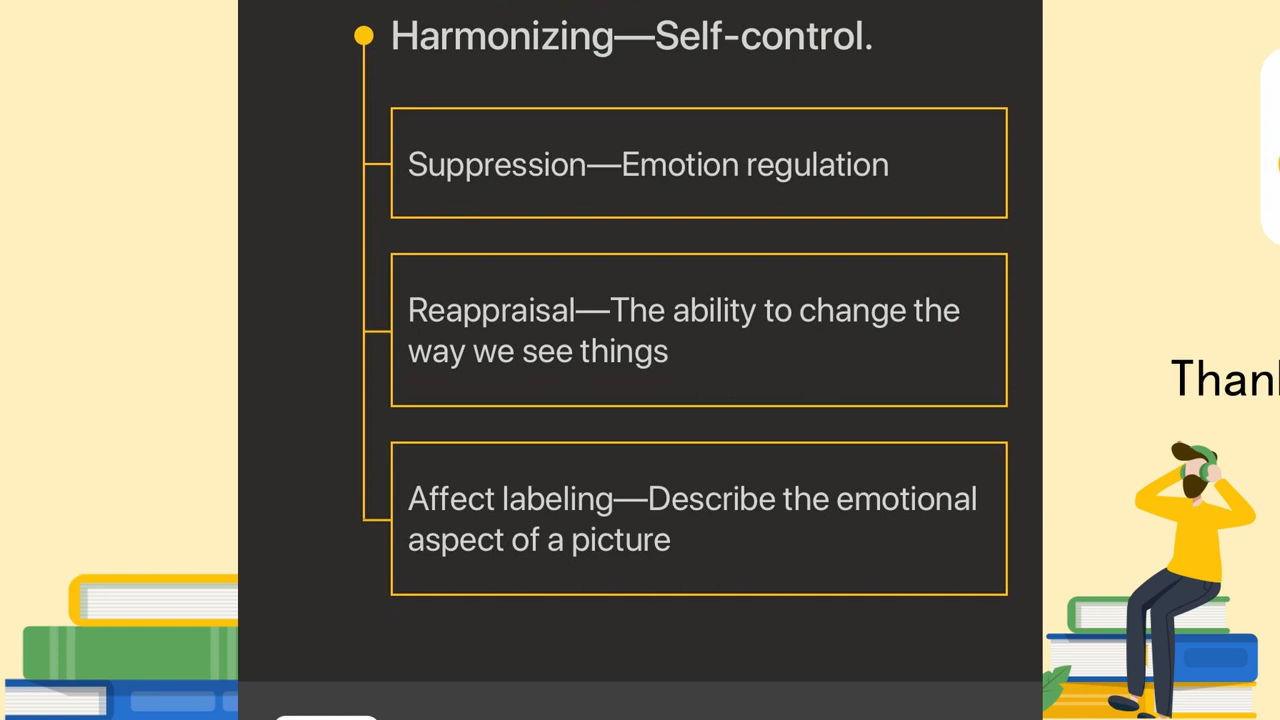 Harmonizing—Self-control.
Suppression—Emotion regulation
Reappraisal—The ability to change the
way we see things
Affect labeling—Describe the emotional
aspect of a picture